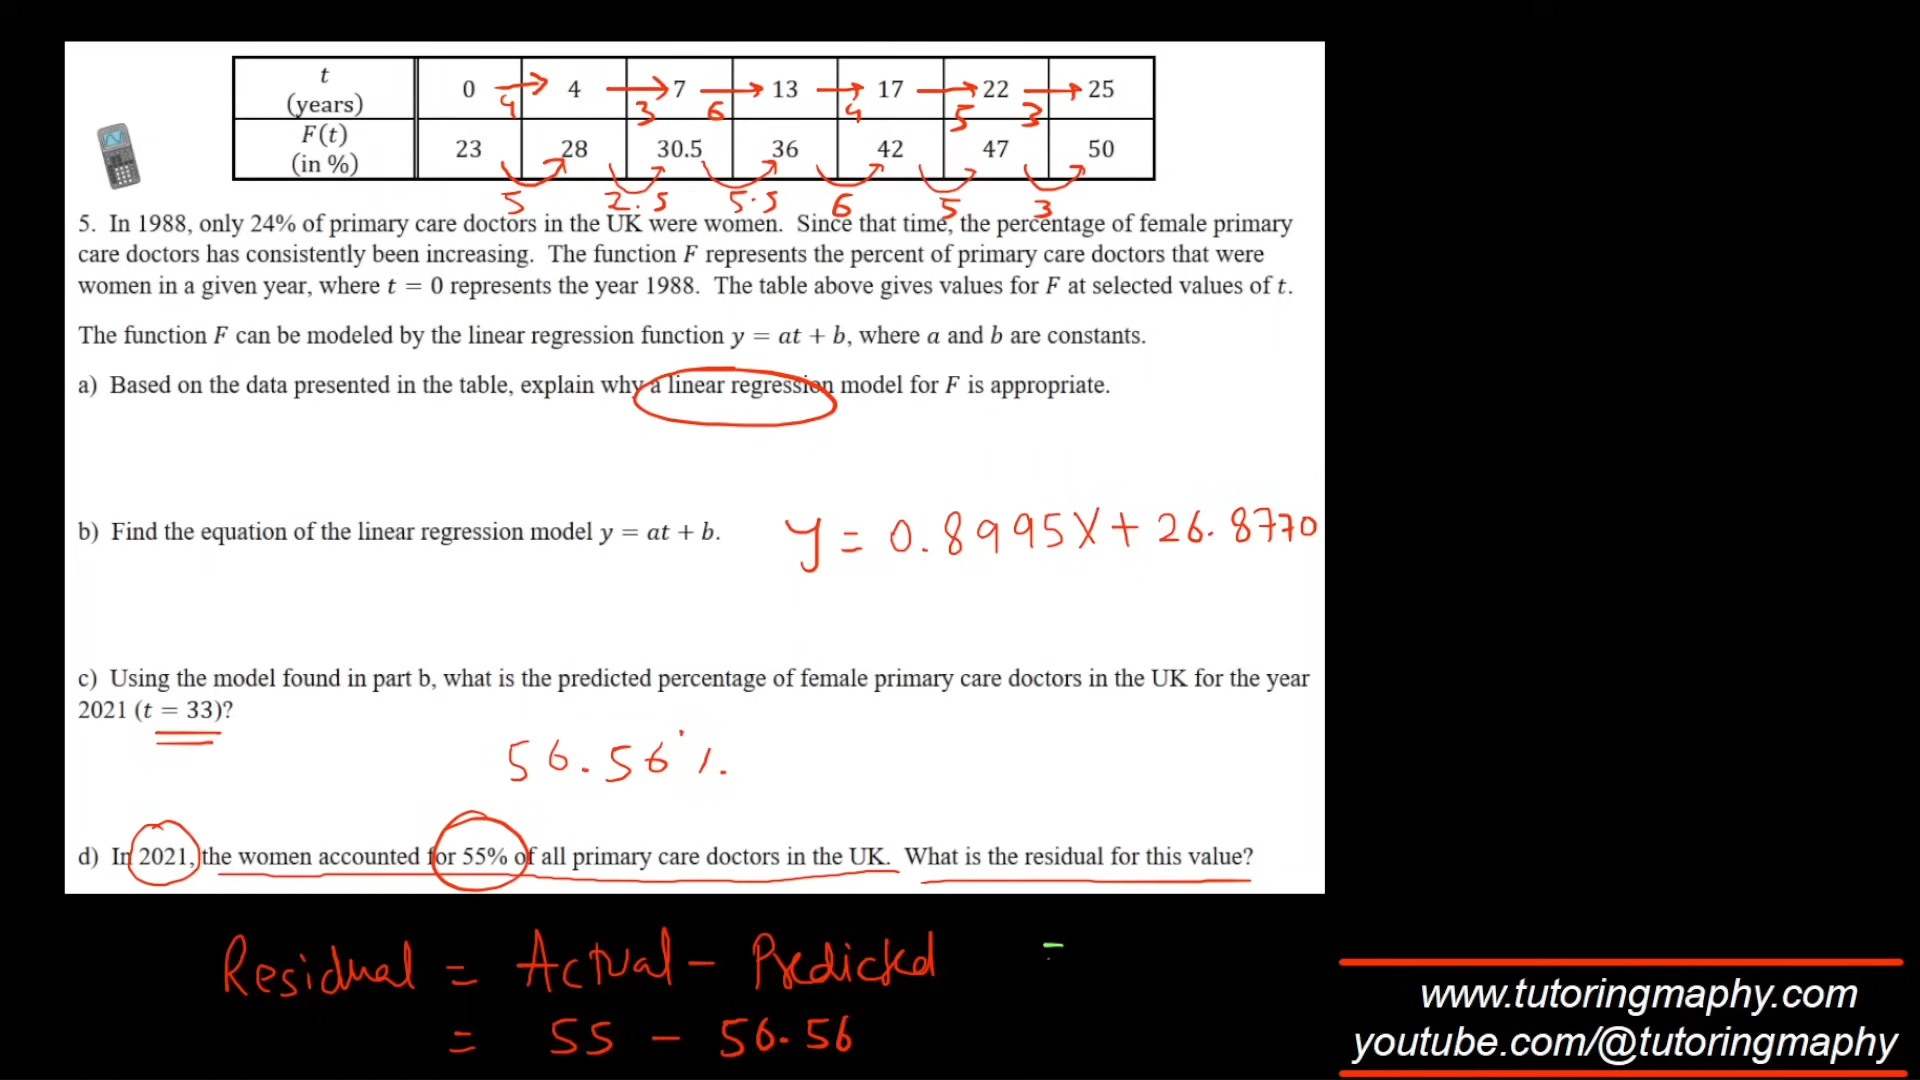 t
(years)
0 4 7 13 17 22 25
4 3 6 4 5 3
F(t)
(in %)
23 28 30.5 36 42 47 50
5 2.5 5.5 6 5 3
5. In 1988, only 24% of primary care doctors in the UK were women. Since that time, the percentage of female primary
care doctors has consistently been increasing. The function F represents the percent of primary care doctors that were
women in a given year, where t = 0 represents the year 1988. The table above gives values for F at selected values of t.
The function F can be modeled by the linear regression function y = at + b, where a and b are constants.
a) Based on the data presented in the table, explain why a linear regression model for F is appropriate.
b) Find the equation of the linear regression model y = at + b.
y = 0.8995X + 26.8770
c) Using the model found in part b, what is the predicted percentage of female primary care doctors in the UK for the year
2021 (t = 33)?
56.56%
d) In 2021, the women accounted for 55% of all primary care doctors in the UK. What is the residual for this value?
Residual = Actual - Predicted
= 55 - 56.56
www.tutoringmaphy.com
youtube.com/@tutoringmaphy